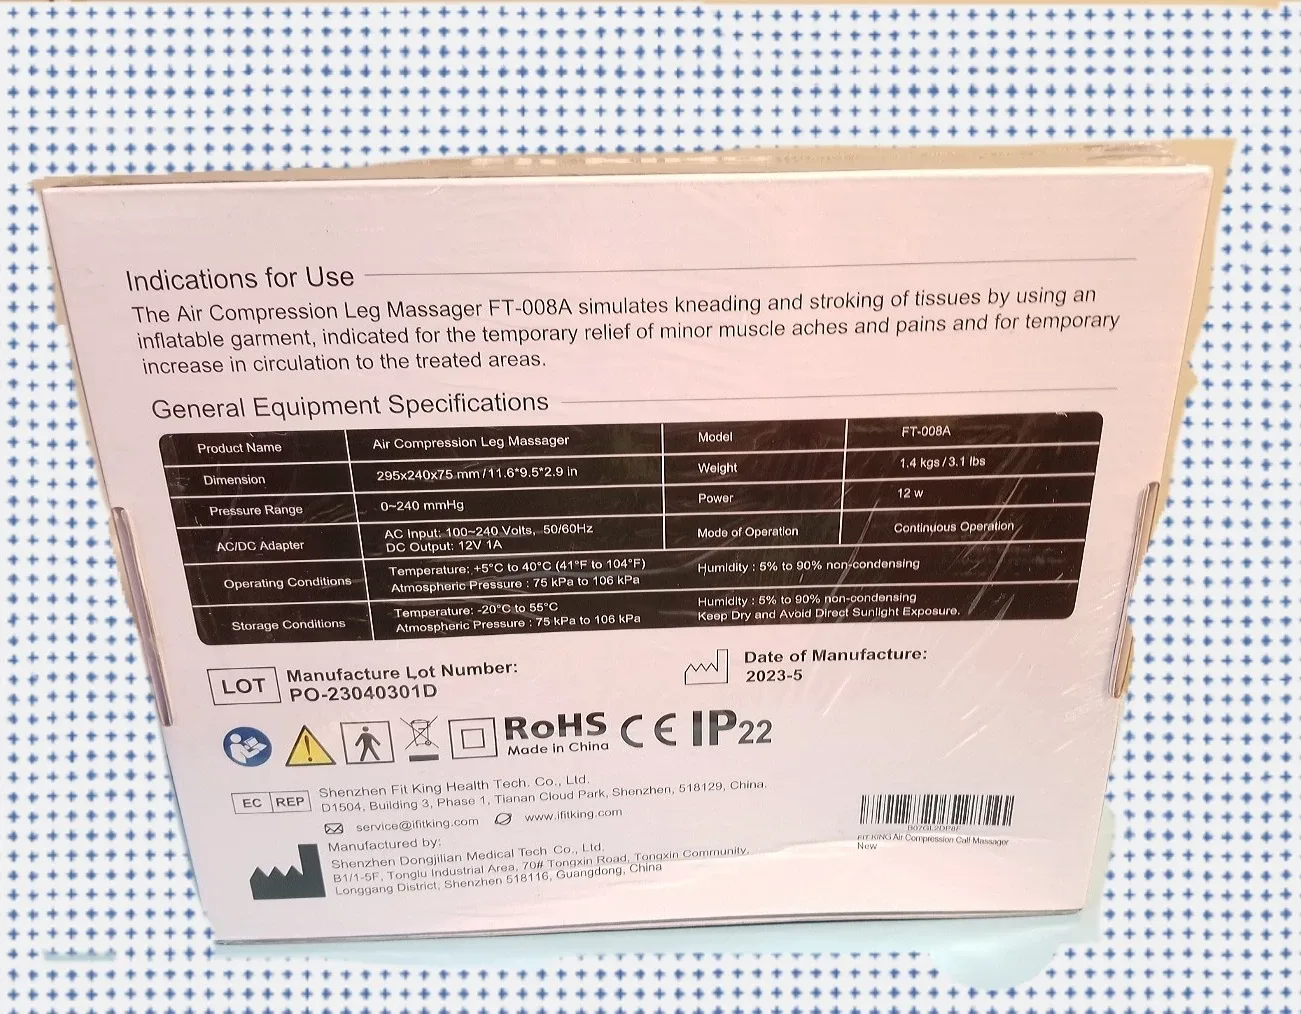 Indications for Use
The Air Compression Leg Massager FT-008A simulates kneading and stroking of tissues by using an
inflatable garment, indicated for the temporary relief of minor muscle aches and pains and for temporary
increase in circulation to the treated areas.
General Equipment Specifications
Product Name Air Compression Leg Massager Model FT-008A
Dimension 295x240x75 mm/11.6*9.5*2.9 in Weight 1.4 kgs/3.1 lbs
Pressure Range 0~240 mmHg Power 12 w
AC/DC Adapter AC Input: 100~240 Volts, 50/60Hz Mode of Operation Continuous Operation
DC Output: 12V 1A
Operating Conditions Temperature: +5°C to 40°C (41°F to 104°F) Humidity : 5% to 90% non-condensing
Atmospheric Pressure : 75 kPa to 106 kPa
Storage Conditions Temperature: -20°C to 55°C Humidity : 5% to 90% non-condensing
Atmospheric Pressure : 75 kPa to 106 kPa Keep Dry and Avoid Direct Sunlight Exposure.
LOT Manufacture Lot Number: Date of Manufacture:
PO-23040301D 2023-5
RoHS CE IP22
Made in China
EC REP Shenzhen Fit King Health Tech. Co., Ltd.
D1504, Building 3, Phase 1, Tianan Cloud Park, Shenzhen, 518129, China.
service@ifitking.com www.ifitking.com
Manufactured by:
Shenzhen Dongjilian Medical Tech Co., Ltd.
B1/1-5F, Tonglu Industrial Area, 70# Tongxin Road, Tongxin Community,
Longgang District, Shenzhen 518116, Guangdong, China
FIT KING Air Compression Calf Massager
New